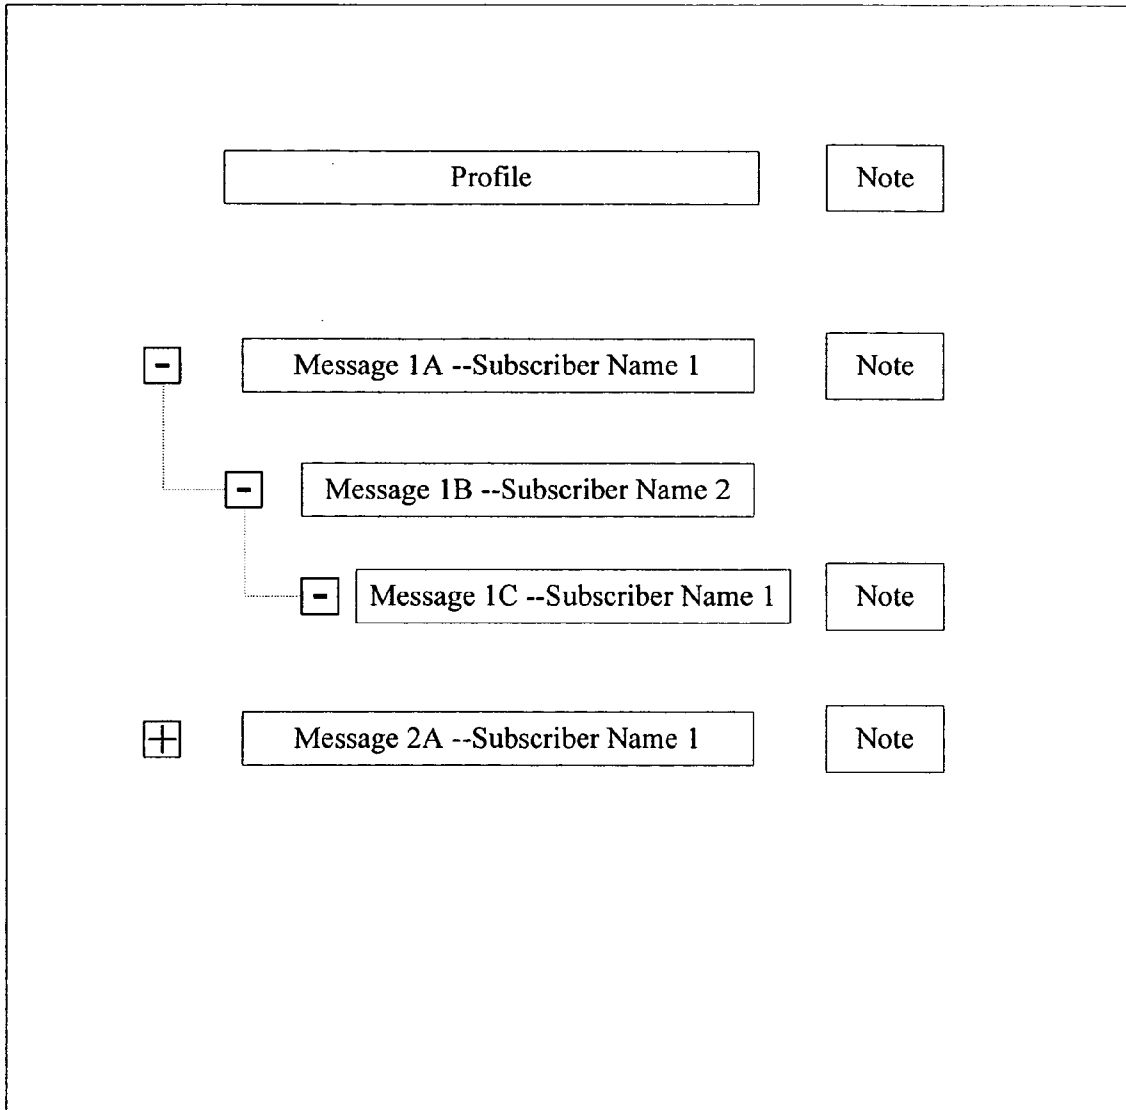 Profile Note
- Message 1A --Subscriber Name 1 Note
- Message 1B --Subscriber Name 2
- Message 1C --Subscriber Name 1 Note
+ Message 2A --Subscriber Name 1 Note